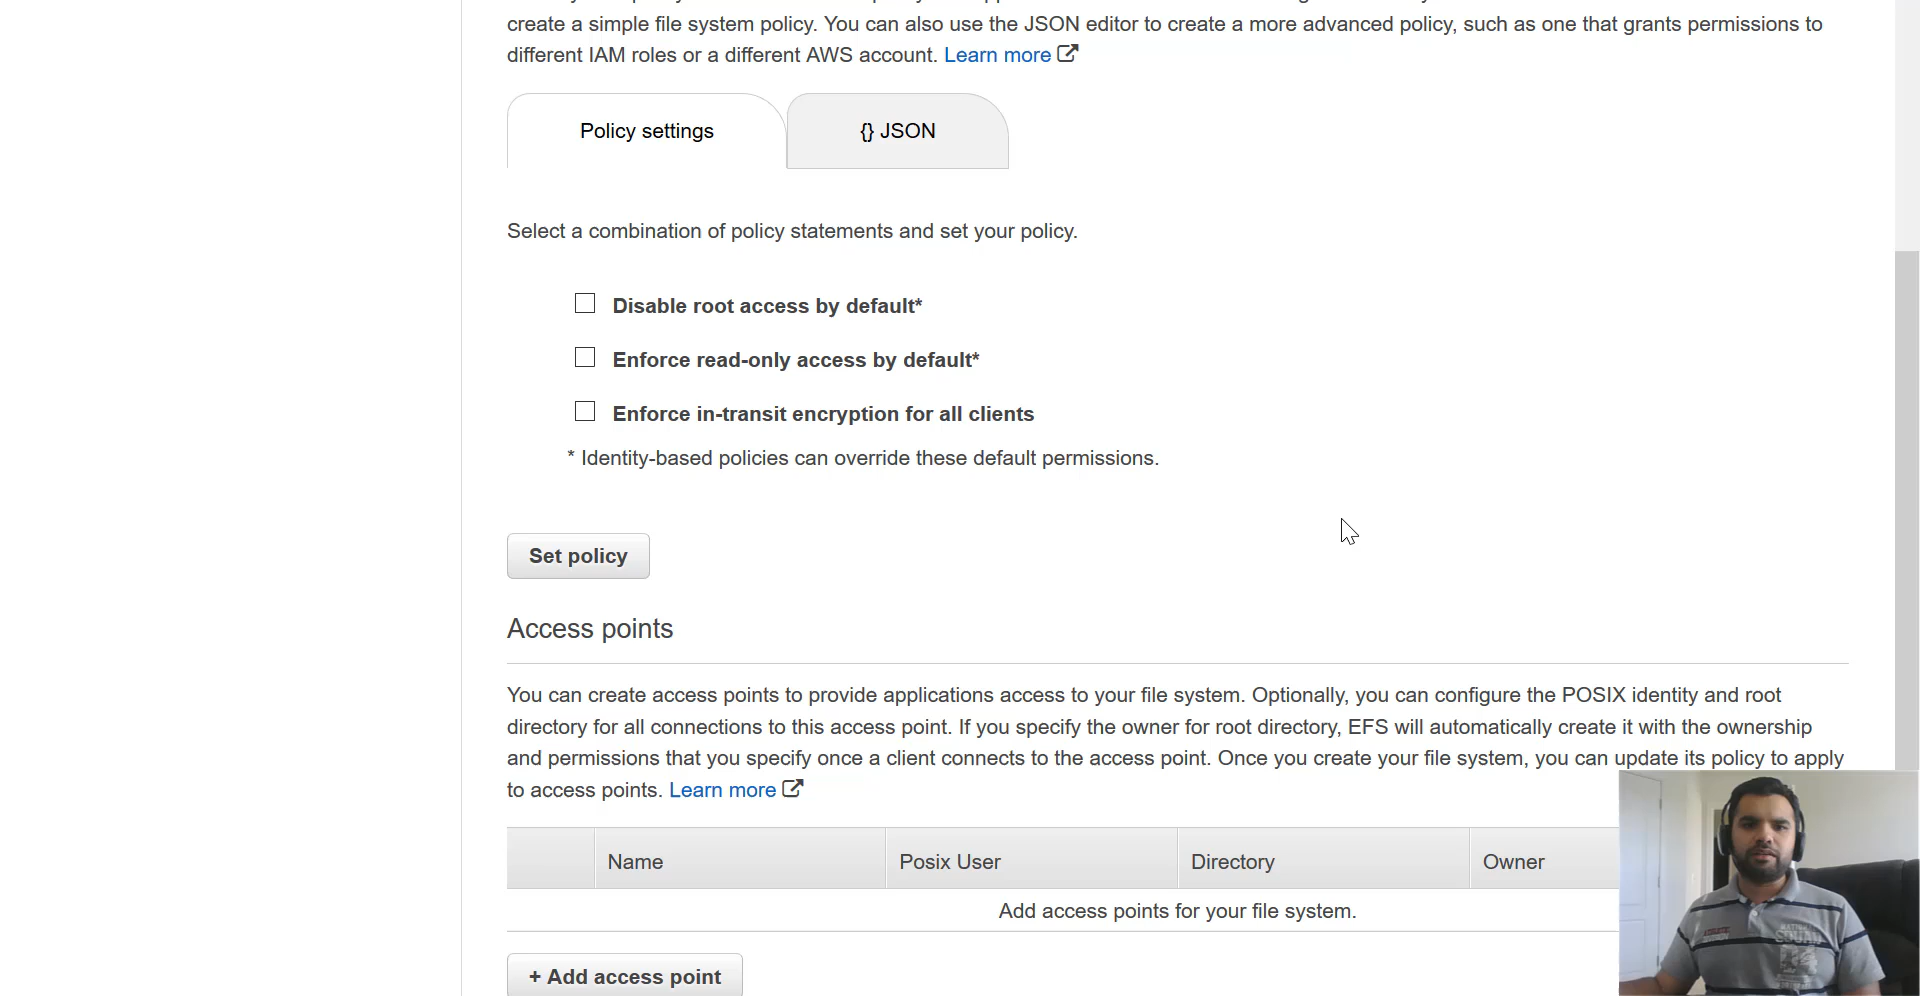 create a simple file system policy. You can also use the JSON editor to create a more advanced policy, such as one that grants permissions to
different IAM roles or a different AWS account. Learn more
Policy settings
{} JSON
Select a combination of policy statements and set your policy.
Disable root access by default*
Enforce read-only access by default*
Enforce in-transit encryption for all clients
* Identity-based policies can override these default permissions.
Set policy
Access points
You can create access points to provide applications access to your file system. Optionally, you can configure the POSIX identity and root
directory for all connections to this access point. If you specify the owner for root directory, EFS will automatically create it with the ownership
and permissions that you specify once a client connects to the access point. Once you create your file system, you can update its policy to apply
to access points. Learn more
Name
Posix User
Directory
Owner
Add access points for your file system.
+ Add access point